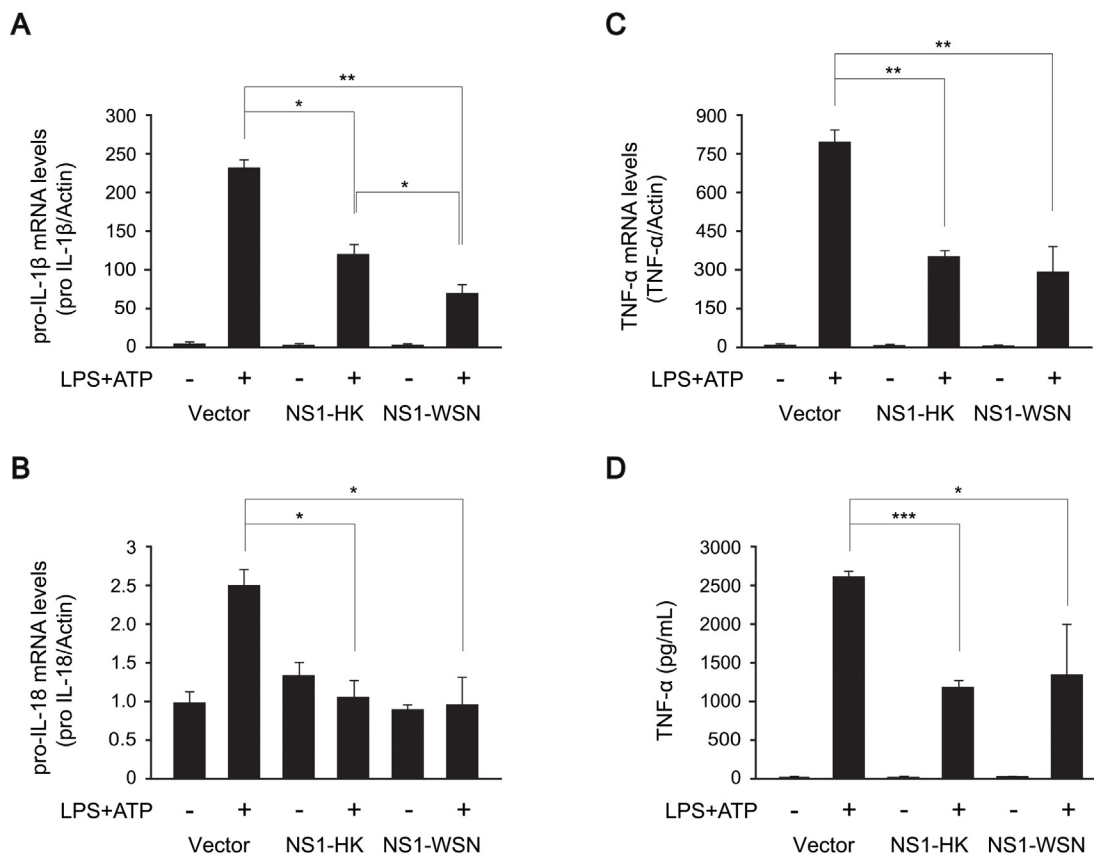 A
pro-IL-1β mRNA levels
(pro IL-1β/Actin)
300
250
200
150
100
50
0
**
*
*
LPS+ATP - + - + - +
Vector NS1-HK NS1-WSN
B
pro-IL-18 mRNA levels
(pro IL-18/Actin)
3
2.5
2.0
1.5
1.0
0.5
0
*
*
LPS+ATP - + - + - +
Vector NS1-HK NS1-WSN
C
TNF-α mRNA levels
(TNF-α/Actin)
900
750
600
450
300
150
0
**
**
LPS+ATP - + - + - +
Vector NS1-HK NS1-WSN
D
TNF-α (pg/mL)
3000
2500
2000
1500
1000
500
0
*
***
LPS+ATP - + - + - +
Vector NS1-HK NS1-WSN